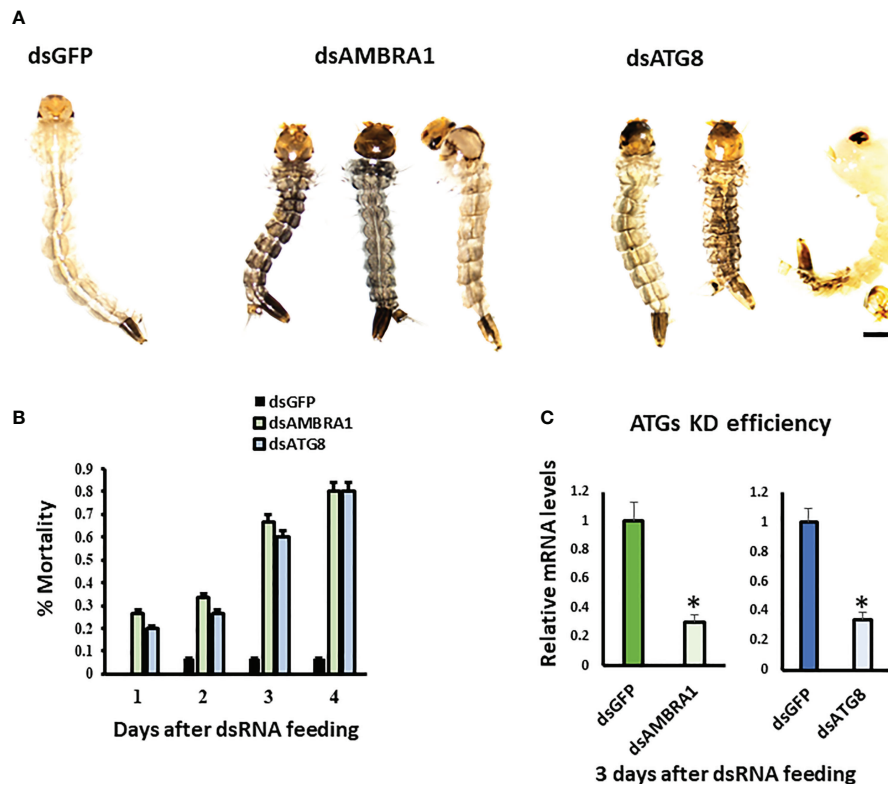 A
dsGFP
dsAMBRA1
dsATG8
B
dsGFP
dsAMBRA1
dsATG8
% Mortality
0.9
0.8
0.7
0.6
0.5
0.4
0.3
0.2
0.1
0
1 2 3 4
Days after dsRNA feeding
C
ATGs KD efficiency
Relative mRNA levels
1.2
1
0.8
0.6
0.4
0.2
0
*
dsGFP
dsAMBRA1
1.2
1
0.8
0.6
0.4
0.2
0
*
dsGFP
dsATG8
3 days after dsRNA feeding